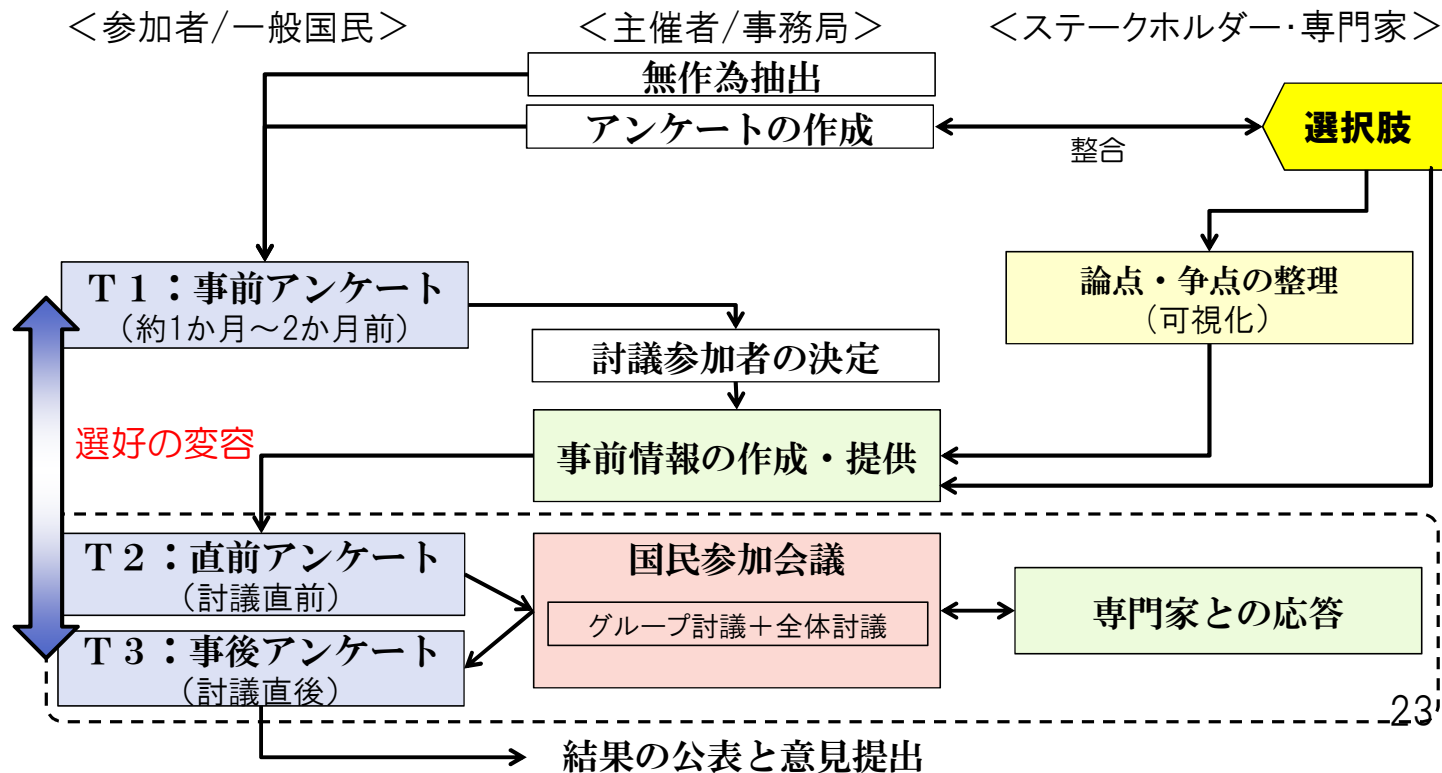 ＜参加者/一般国民＞
＜主催者/事務局＞
＜ステークホルダー・専門家＞
無作為抽出
アンケートの作成
整合
選択肢
Ｔ１：事前アンケート
（約1か月～2か月前）
論点・争点の整理
（可視化）
討議参加者の決定
選好の変容
事前情報の作成・提供
Ｔ２：直前アンケート
（討議直前）
国民参加会議
グループ討議＋全体討議
専門家との応答
Ｔ３：事後アンケート
（討議直後）
23
結果の公表と意見提出